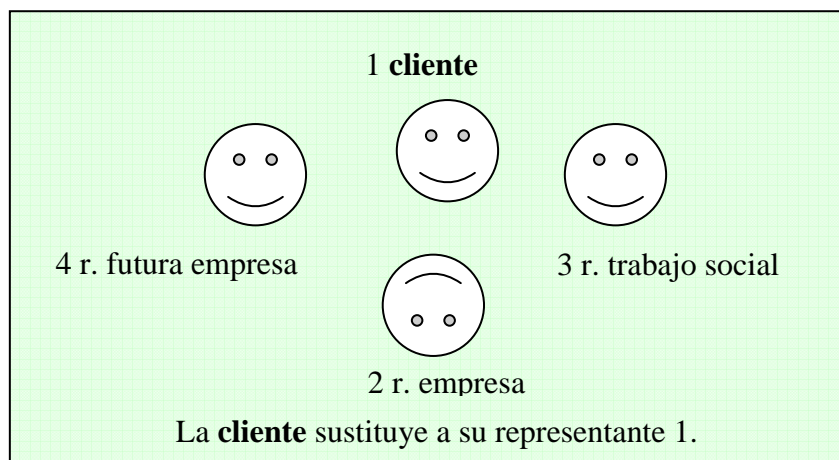 1 cliente
4 r. futura empresa
3 r. trabajo social
2 r. empresa
La cliente sustituye a su representante 1.